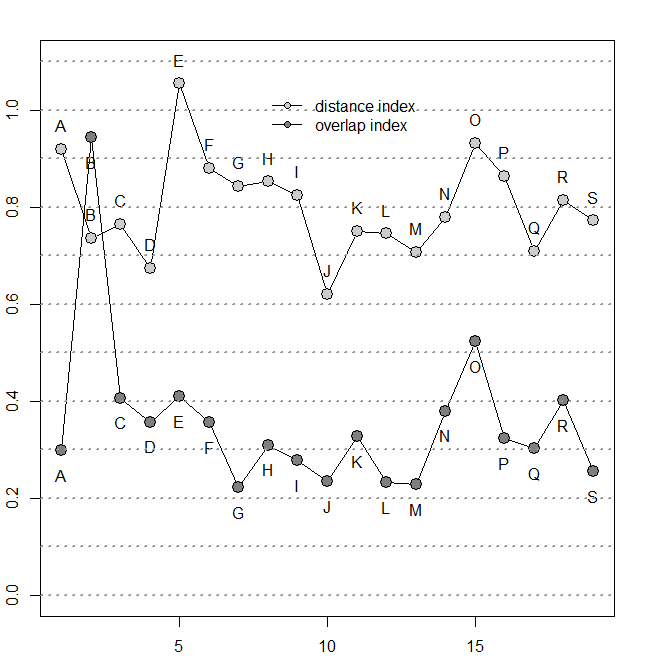 E
distance index
1.0
overlap index
O
A
F
P
H
G
B
I
R
C
0.8
S
N
B
K
L
M
Q
D
J
0.6
0.4
O
C
E
R
N
D
F
K
P
H
A
Q
I
0.2
S
J
L
M
G
0.0
5 10 15